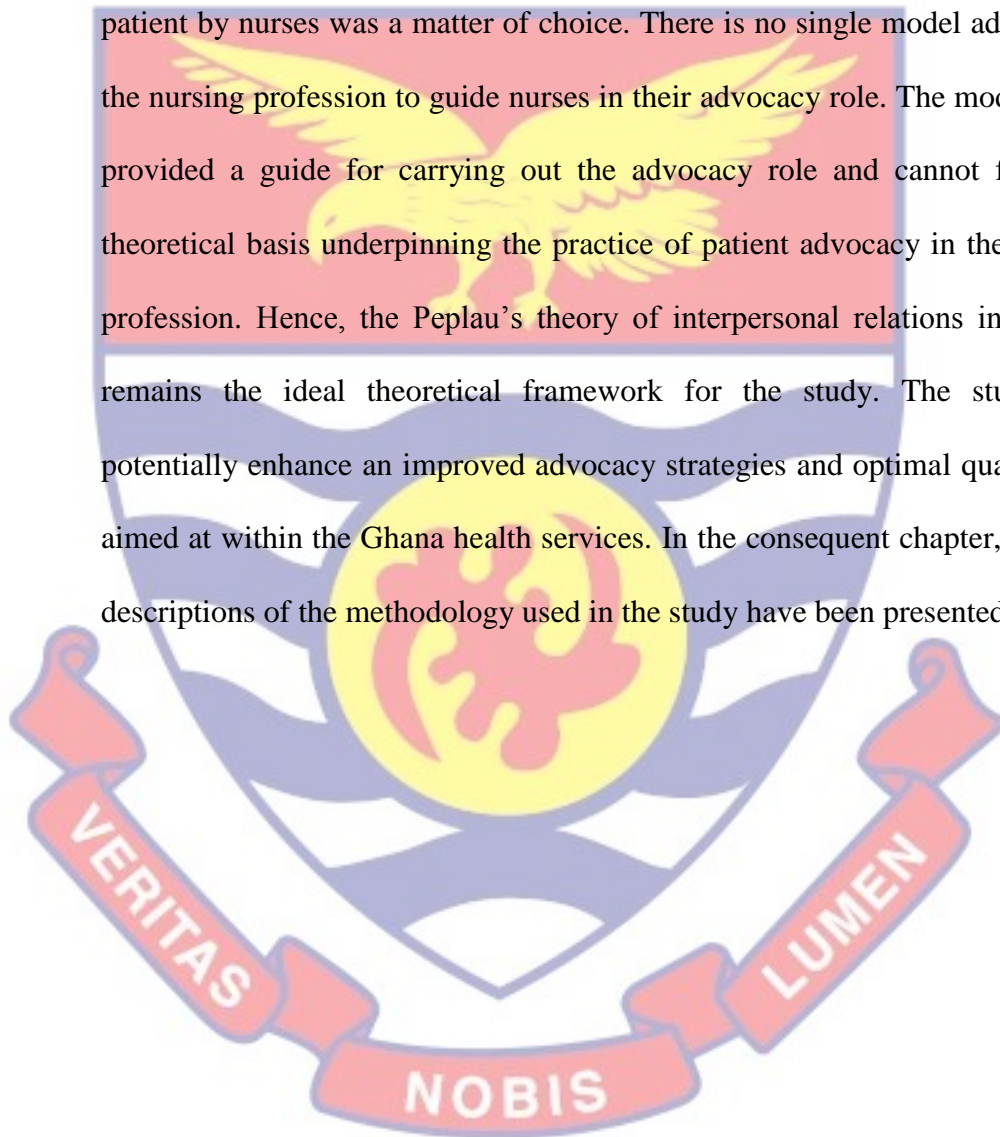 patient by nurses was a matter of choice. There is no single model ad
the nursing profession to guide nurses in their advocacy role. The mod
provided a guide for carrying out the advocacy role and cannot f
theoretical basis underpinning the practice of patient advocacy in the
profession. Hence, the Peplau’s theory of interpersonal relations in
remains the ideal theoretical framework for the study. The stu
potentially enhance an improved advocacy strategies and optimal qua
aimed at within the Ghana health services. In the consequent chapter,
descriptions of the methodology used in the study have been presented
VERITAS
NOBIS
LUMEN